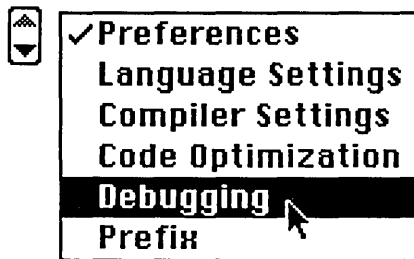 ✓Preferences
Language Settings
Compiler Settings
Code Optimization
Debugging
Prefix